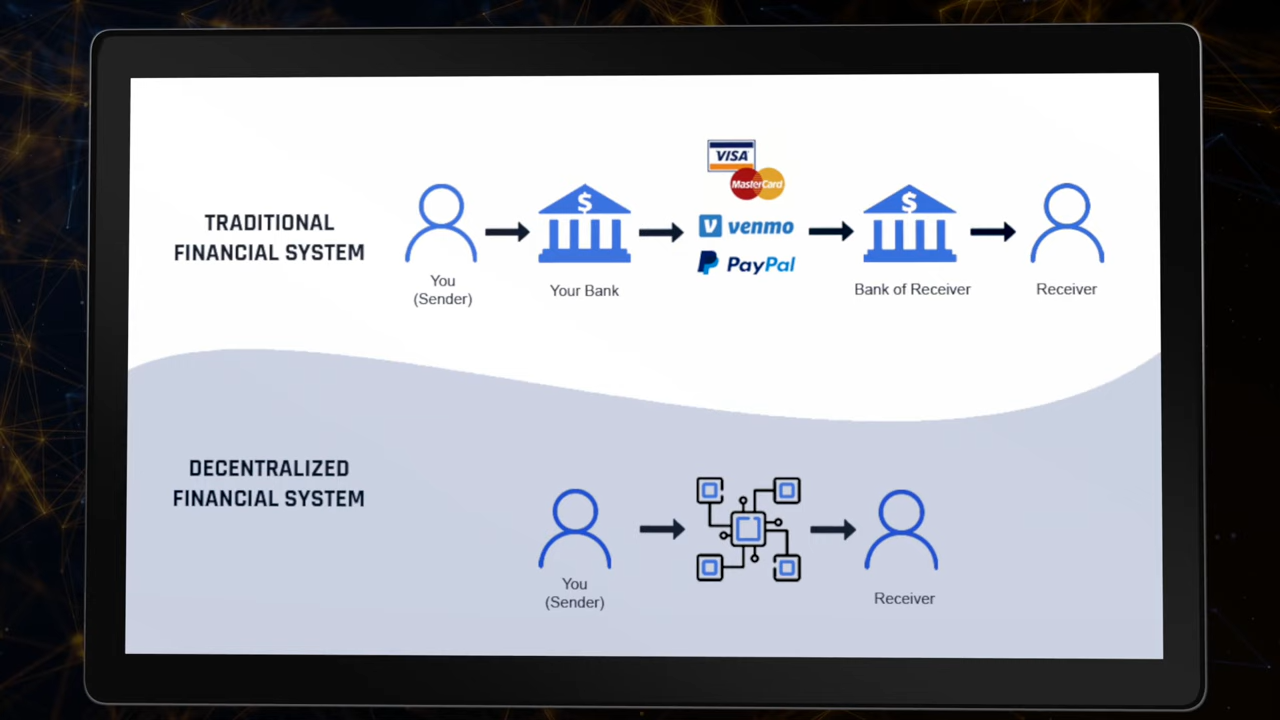 TRADITIONAL
FINANCIAL SYSTEM
You
(Sender)
$
Your Bank
VISA
MasterCard
V venmo
PayPal
$
Bank of Receiver
Receiver
DECENTRALIZED
FINANCIAL SYSTEM
You
(Sender)
Receiver